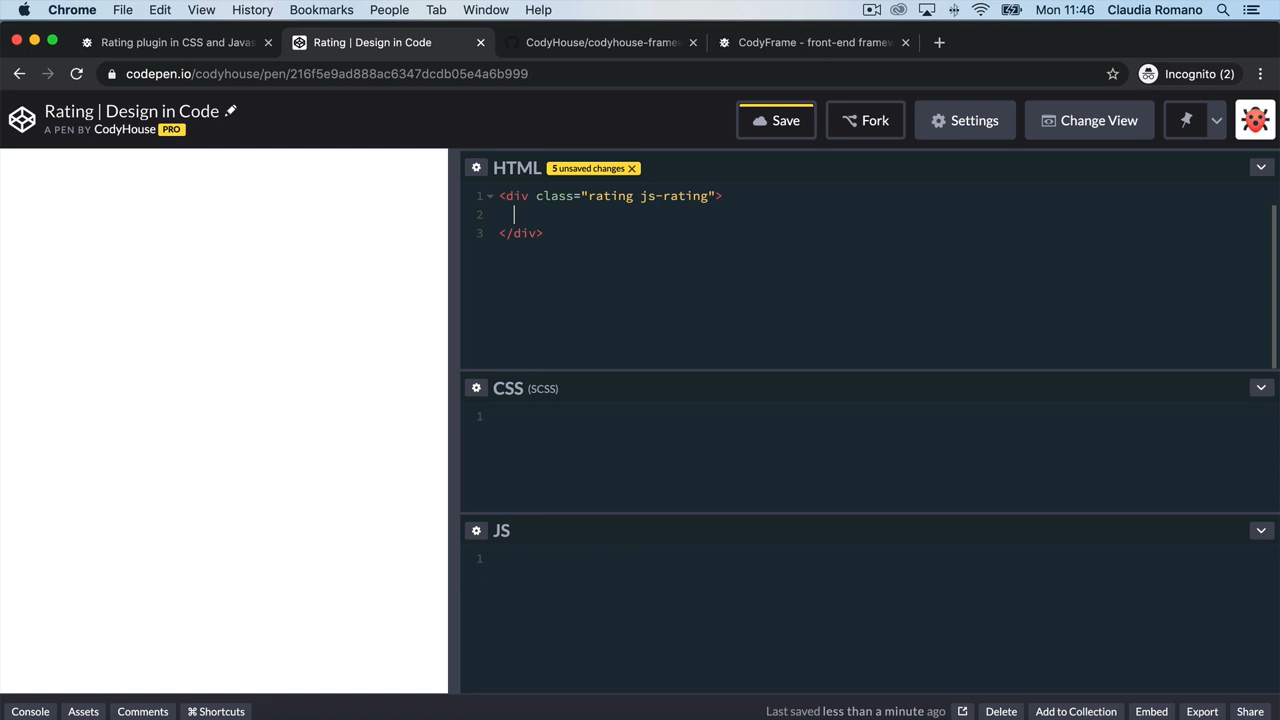 Chrome File Edit View History Bookmarks People Tab Window Help Mon 11:46 Claudia Romano
Rating plugin in CSS and Javas Rating | Design in Code CodyHouse/codyhouse-frame CodyFrame - front-end framew
codepen.io/codyhouse/pen/216f5e9ad888ac6347dcdb05e4a6b999 Incognito (2)
Rating | Design in Code
A PEN BY CodyHouse PRO
Save Fork Settings Change View
HTML 5 unsaved changes X
1 <div class="rating js-rating">
2
3 </div>
CSS (SCSS)
1
JS
1
Console Assets Comments ⌘ Shortcuts Last saved less than a minute ago Delete Add to Collection Embed Export Share